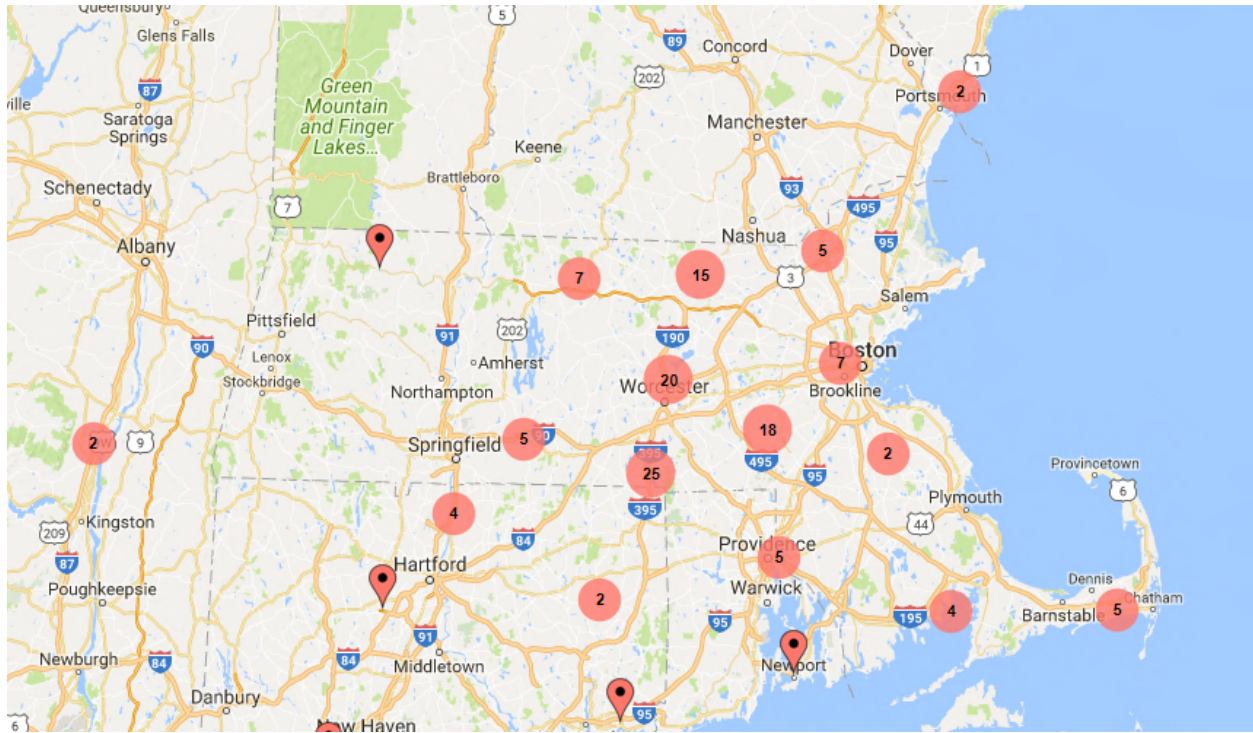 Queensbury
Glens Falls
5
89
Concord
202
Dover
1
2
Portsmouth
87
Saratoga
Springs
Green
Mountain
and Finger
Lakes...
Manchester
Keene
Schenectady
Brattleboro
93
7
495
95
Albany
Nashua
5
3
7
15
Salem
Pittsfield
202
190
90
91
Lenox
Stockbridge
Amherst
Boston
7
Brookline
Northampton
20
Worcester
2
9
Springfield
5
90
18
495
395
25
395
95
2
Provincetown
6
Plymouth
Kingston
209
87
4
84
44
Providence
5
Hartford
Warwick
Poughkeepsie
2
95
195
4
Dennis
Barnstable
5
Chatham
Newburgh
84
84
91
Middletown
Newport
Danbury
95
6
New Haven